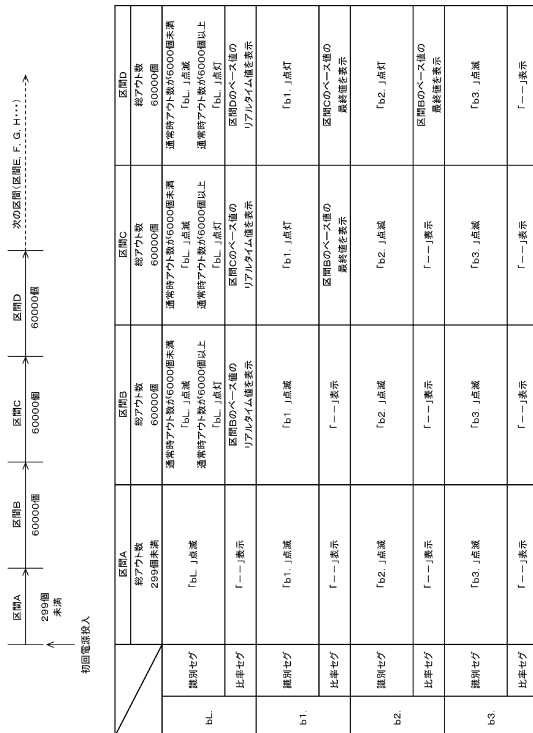 初回電源投入
区間A
299個
未満
区間B
60000個
区間C
60000個
区間D
60000個
次の区間(区間E, F, G, H・・・)
区間A
総アウト数
299個未満
区間B
総アウト数
60000個
区間C
総アウト数
60000個
区間D
総アウト数
60000個
bL.
識別セグ
「bL. 」点滅
通常時アウト数が6000個未満
「bL. 」点滅
通常時アウト数が6000個以上
「bL. 」点灯
通常時アウト数が6000個未満
「bL. 」点滅
通常時アウト数が6000個以上
「bL. 」点灯
通常時アウト数が6000個未満
「bL. 」点滅
通常時アウト数が6000個以上
「bL. 」点灯
比率セグ
「−−」表示
区間Bのベース値の
リアルタイム値を表示
区間Cのベース値の
リアルタイム値を表示
区間Dのベース値の
リアルタイム値を表示
b1.
識別セグ
「b1. 」点滅
「b1. 」点滅
「b1. 」点灯
「b1. 」点灯
比率セグ
「−−」表示
「−−」表示
区間Bのベース値の
最終値を表示
区間Cのベース値の
最終値を表示
b2.
識別セグ
「b2. 」点滅
「b2. 」点滅
「b2. 」点滅
「b2. 」点灯
比率セグ
「−−」表示
「−−」表示
「−−」表示
区間Bのベース値の
最終値を表示
b3.
識別セグ
「b3. 」点滅
「b3. 」点滅
「b3. 」点滅
「b3. 」点滅
比率セグ
「−−」表示
「−−」表示
「−−」表示
「−−」表示